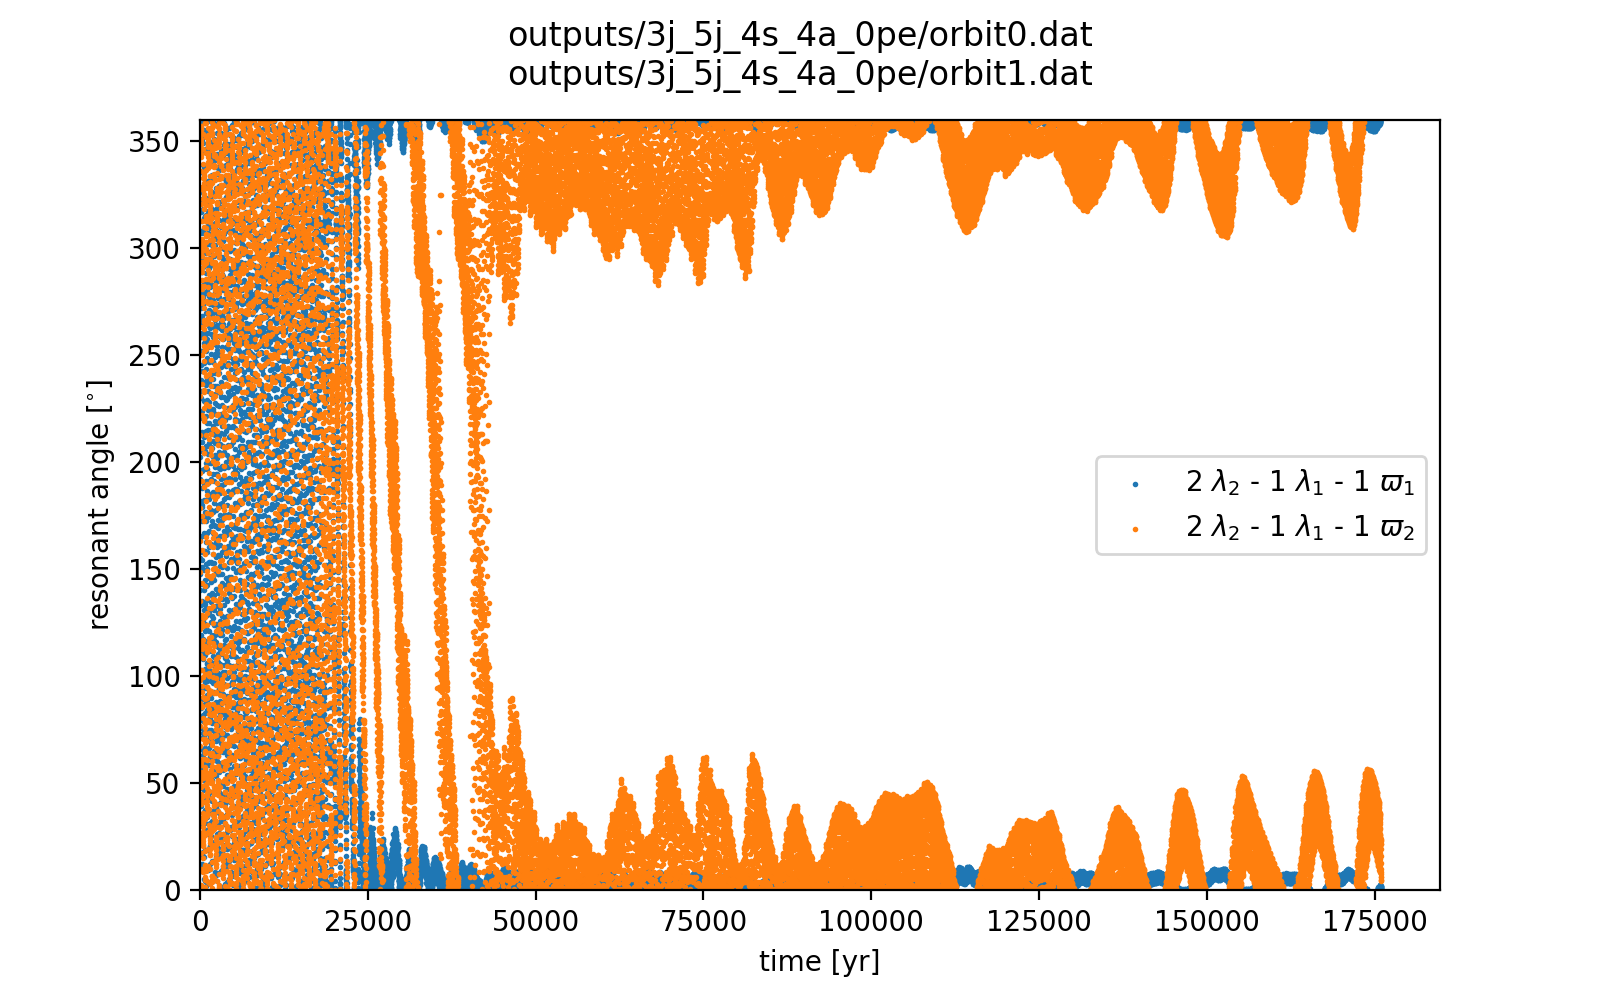 outputs/3j_5j_4s_4a_0pe/orbit0.dat
outputs/3j_5j_4s_4a_0pe/orbit1.dat
350
300
250
200
150
100
50
0
resonant angle [°]
2 λ₂ - 1 λ₁ - 1 ϖ₁
2 λ₂ - 1 λ₁ - 1 ϖ₂
0 25000 50000 75000 100000 125000 150000 175000
time [yr]